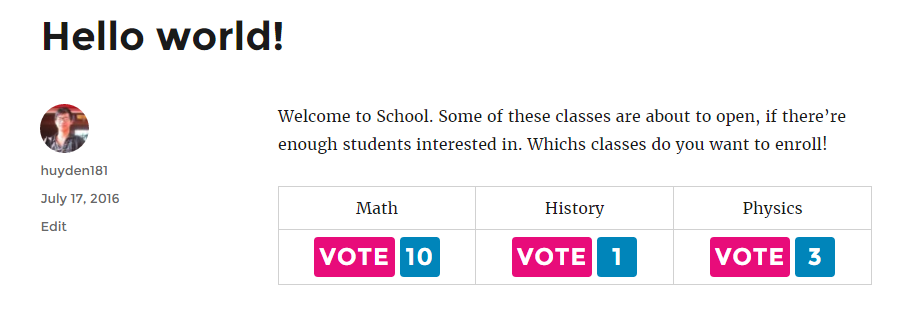 Hello world!
Welcome to School. Some of these classes are about to open, if there’re
enough students interested in. Whichs classes do you want to enroll!
huyden181
July 17, 2016
Edit
Math History Physics
VOTE 10 VOTE 1 VOTE 3